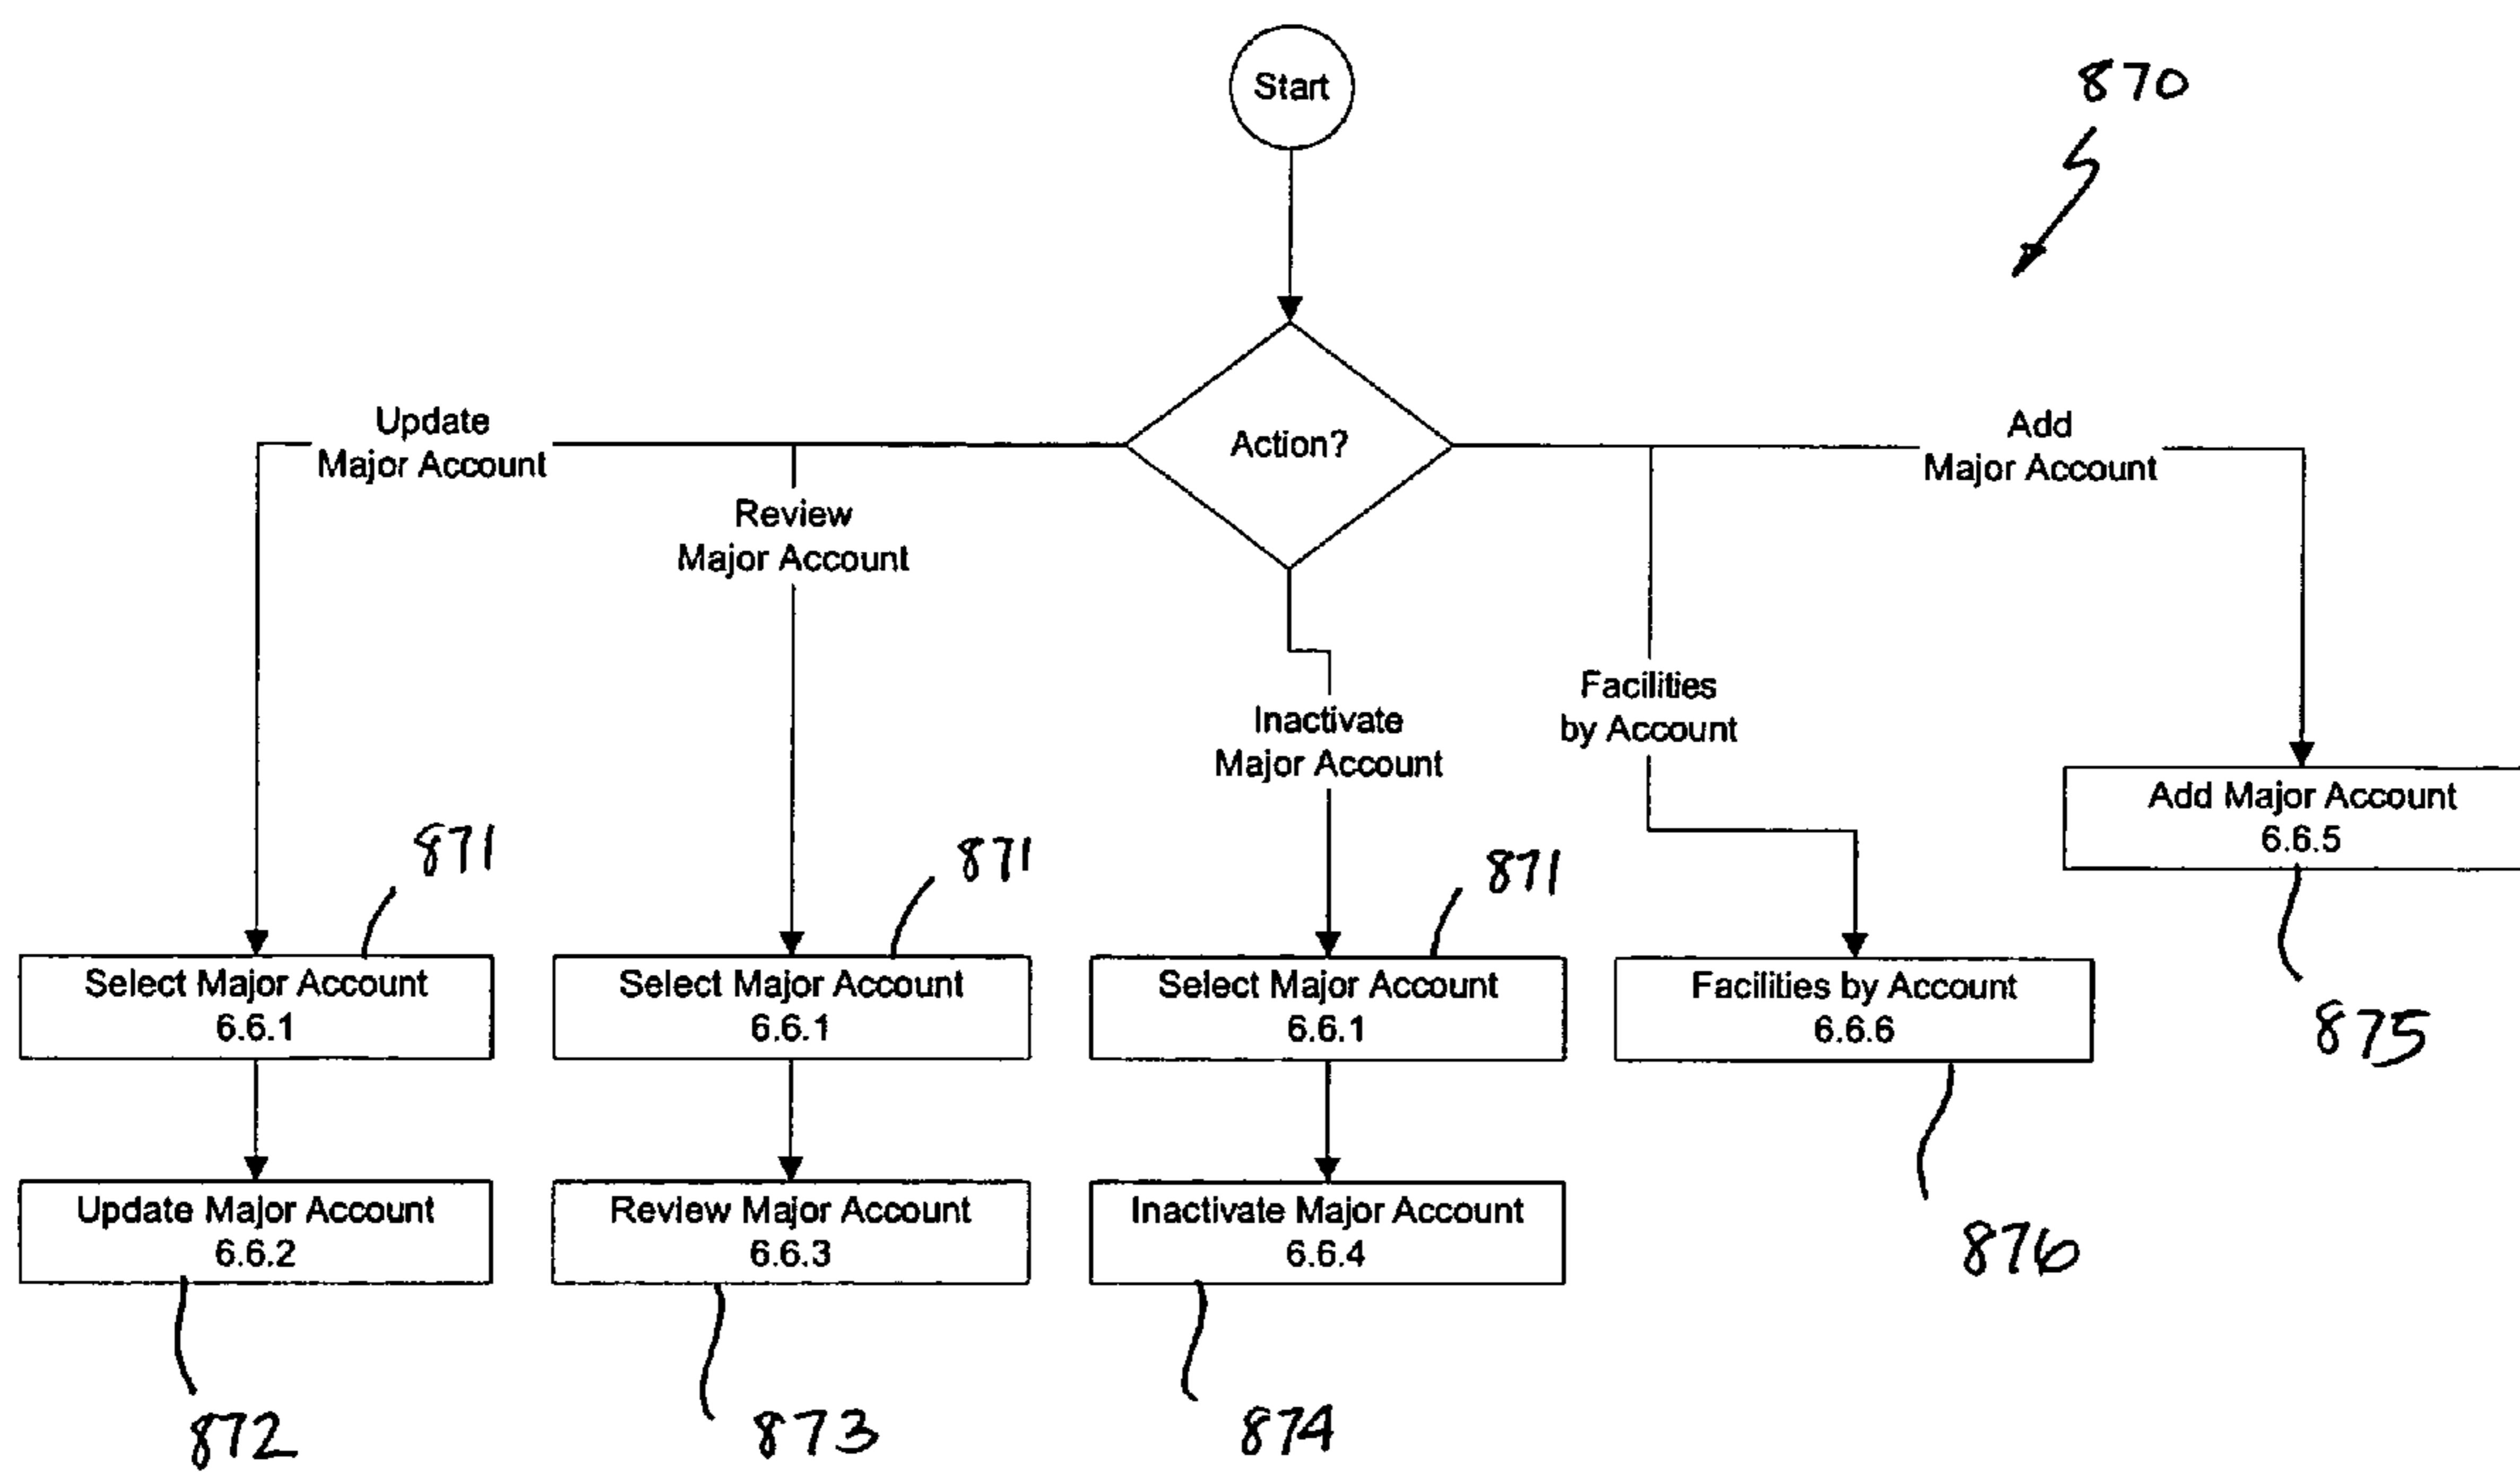 Start
870
Action?
Update
Major Account
Add
Major Account
Review
Major Account
Facilities
by Account
Inactivate
Major Account
Add Major Account
6.6.5
871
871
871
875
Select Major Account
6.6.1
Select Major Account
6.6.1
Select Major Account
6.6.1
Facilities by Account
6.6.6
876
Update Major Account
6.6.2
Review Major Account
6.6.3
Inactivate Major Account
6.6.4
872
873
874